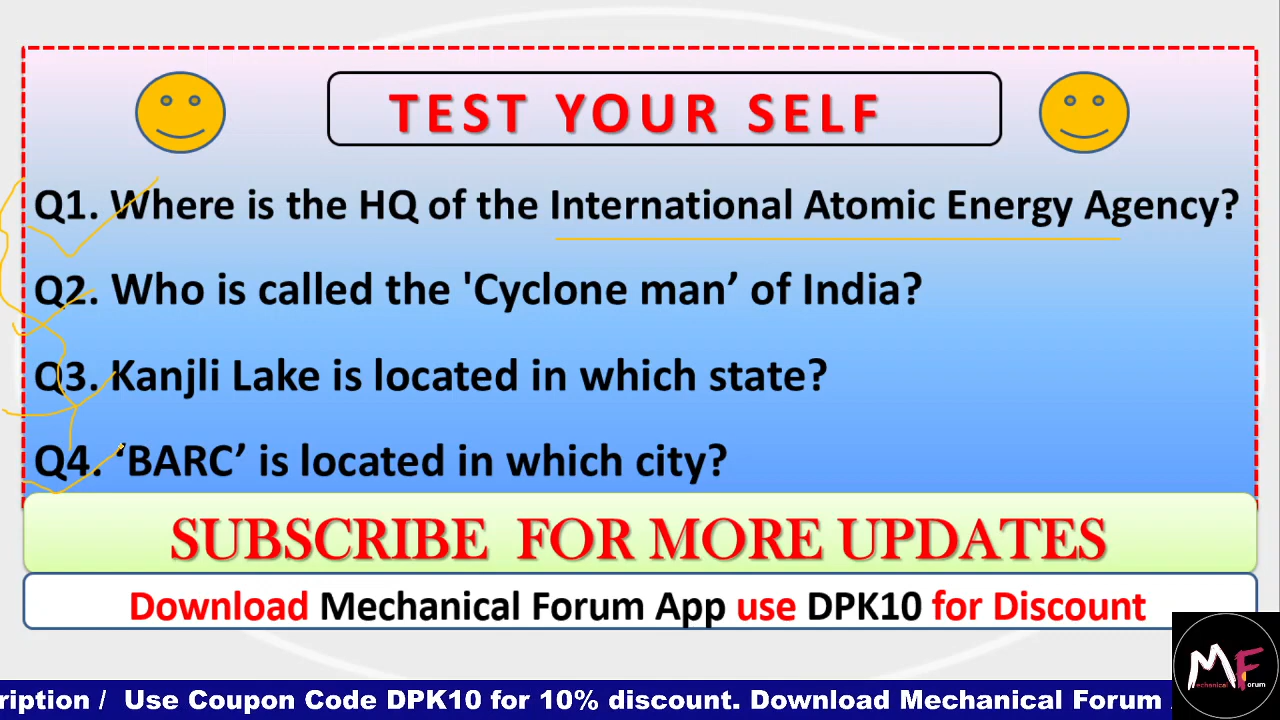 TEST YOUR SELF
Q1. Where is the HQ of the International Atomic Energy Agency?
Q2. Who is called the 'Cyclone man’ of India?
Q3. Kanjli Lake is located in which state?
Q4. ‘BARC’ is located in which city?
SUBSCRIBE FOR MORE UPDATES
Download Mechanical Forum App use DPK10 for Discount
MF
Mechanical Forum
ription / Use Coupon Code DPK10 for 10% discount. Download Mechanical Forum